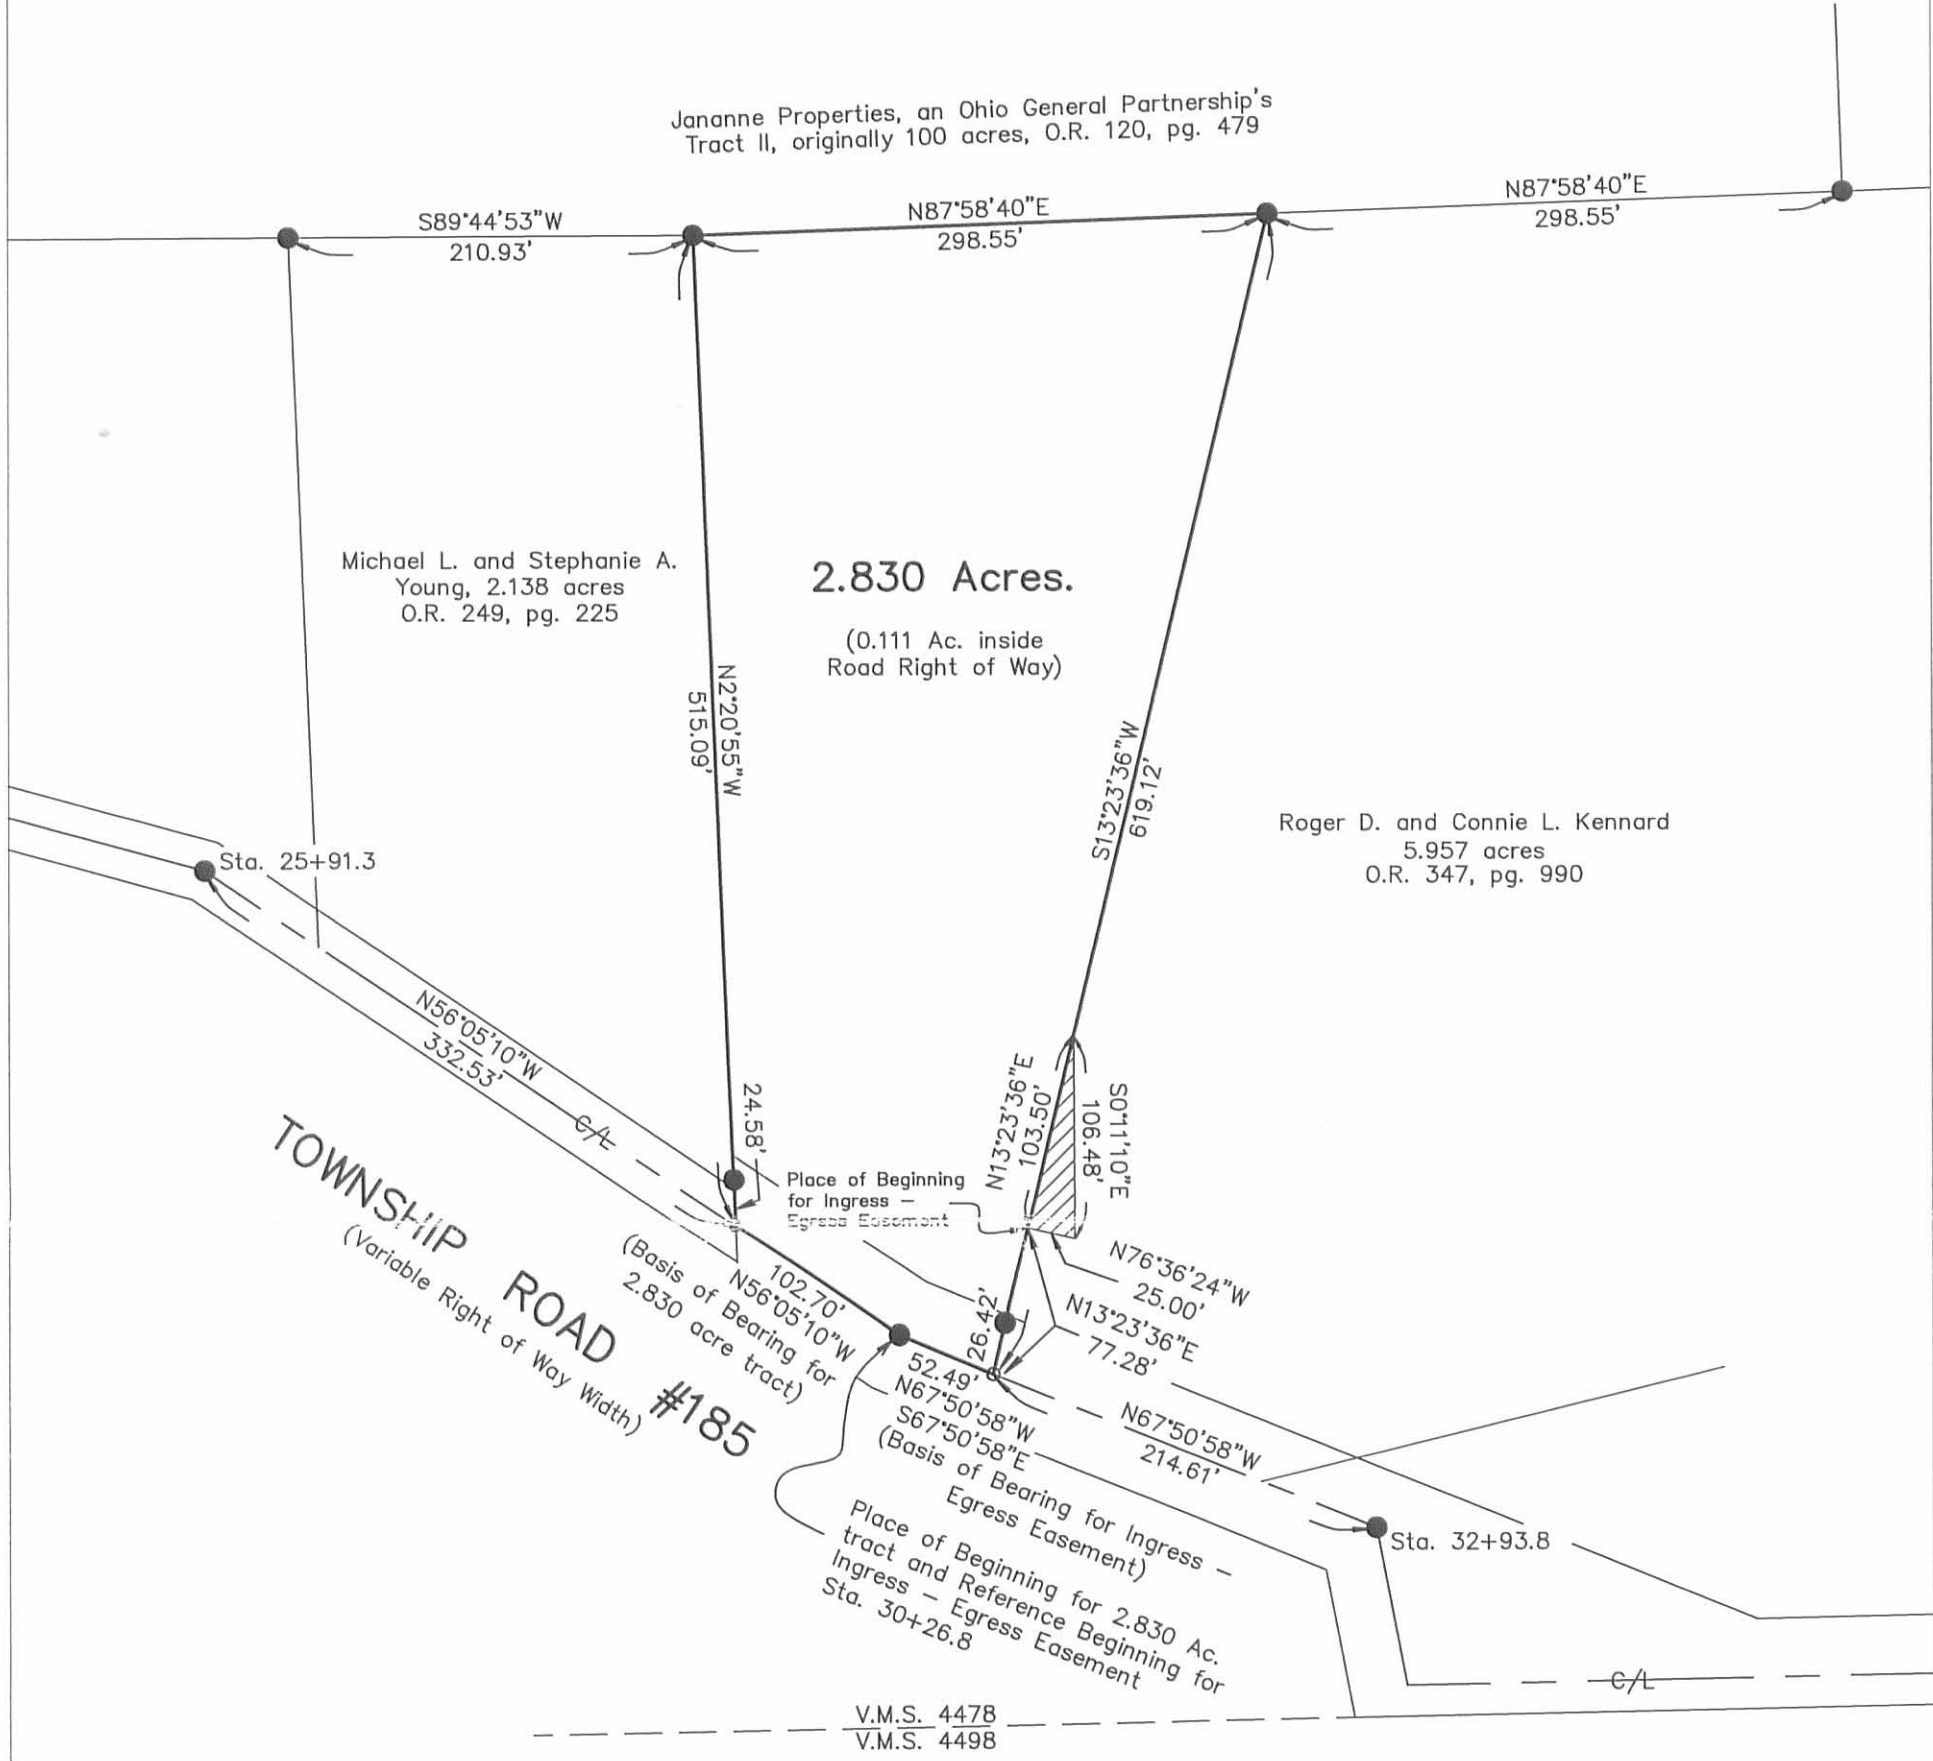 Jananne Properties, an Ohio General Partnership's
Tract II, originally 100 acres, O.R. 120, pg. 479
S89°44'53"W
210.93'
N87°58'40"E
298.55'
N87°58'40"E
298.55'
Michael L. and Stephanie A.
Young, 2.138 acres
O.R. 249, pg. 225
2.830 Acres.
(0.111 Ac. inside
Road Right of Way)
N2°20'55"W
515.09'
S13°23'36"W
619.12'
Roger D. and Connie L. Kennard
5.957 acres
O.R. 347, pg. 990
Sta. 25+91.3
N56°05'10"W
332.53'
C/L
TOWNSHIP ROAD #185
(Variable Right of Way Width)
24.58'
Place of Beginning
for Ingress –
Egress Easement
N13°23'36"E
103.50'
S0°11'10"E
106.48'
N76°36'24"W
25.00'
N13°23'36"E
77.28'
26.42'
102.70'
N56°05'10"W
(Basis of Bearing for
2.830 acre tract)
52.49'
N67°50'58"W
S67°50'58"E
(Basis of Bearing for Ingress –
Egress Easement)
N67°50'58"W
214.61'
Sta. 32+93.8
Place of Beginning for 2.830 Ac.
tract and Reference Beginning for
Ingress – Egress Easement
Sta. 30+26.8
C/L
V.M.S. 4478
V.M.S. 4498